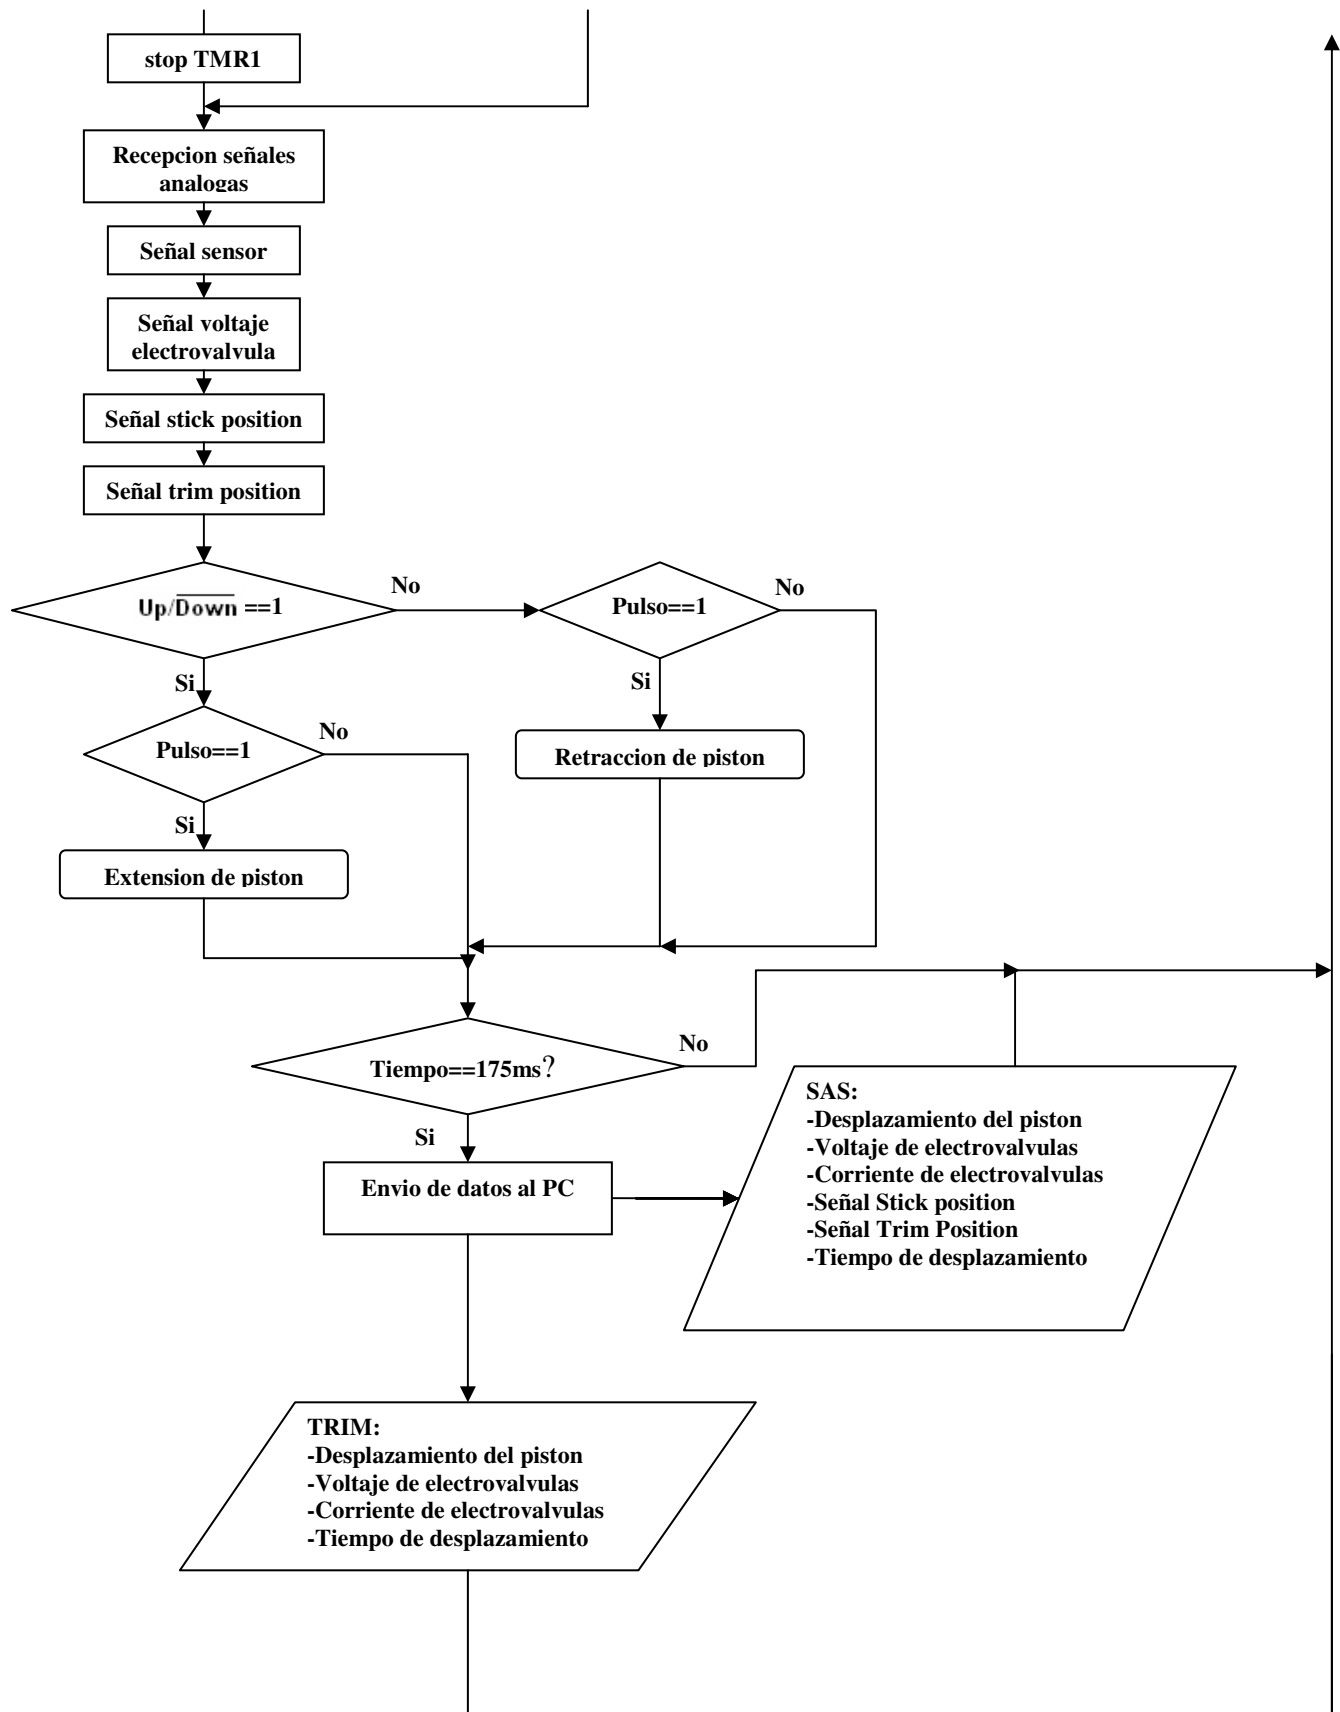 stop TMR1
Recepcion señales
analogas
Señal sensor
Señal voltaje
electrovalvula
Señal stick position
Señal trim position
Up/D̅o̅w̅n̅ ==1
No
Pulso==1
No
Si
Si
Pulso==1
No
Retraccion de piston
Si
Extension de piston
Tiempo==175ms?
No
Si
Envio de datos al PC
SAS:
-Desplazamiento del piston
-Voltaje de electrovalvulas
-Corriente de electrovalvulas
-Señal Stick position
-Señal Trim Position
-Tiempo de desplazamiento
TRIM:
-Desplazamiento del piston
-Voltaje de electrovalvulas
-Corriente de electrovalvulas
-Tiempo de desplazamiento